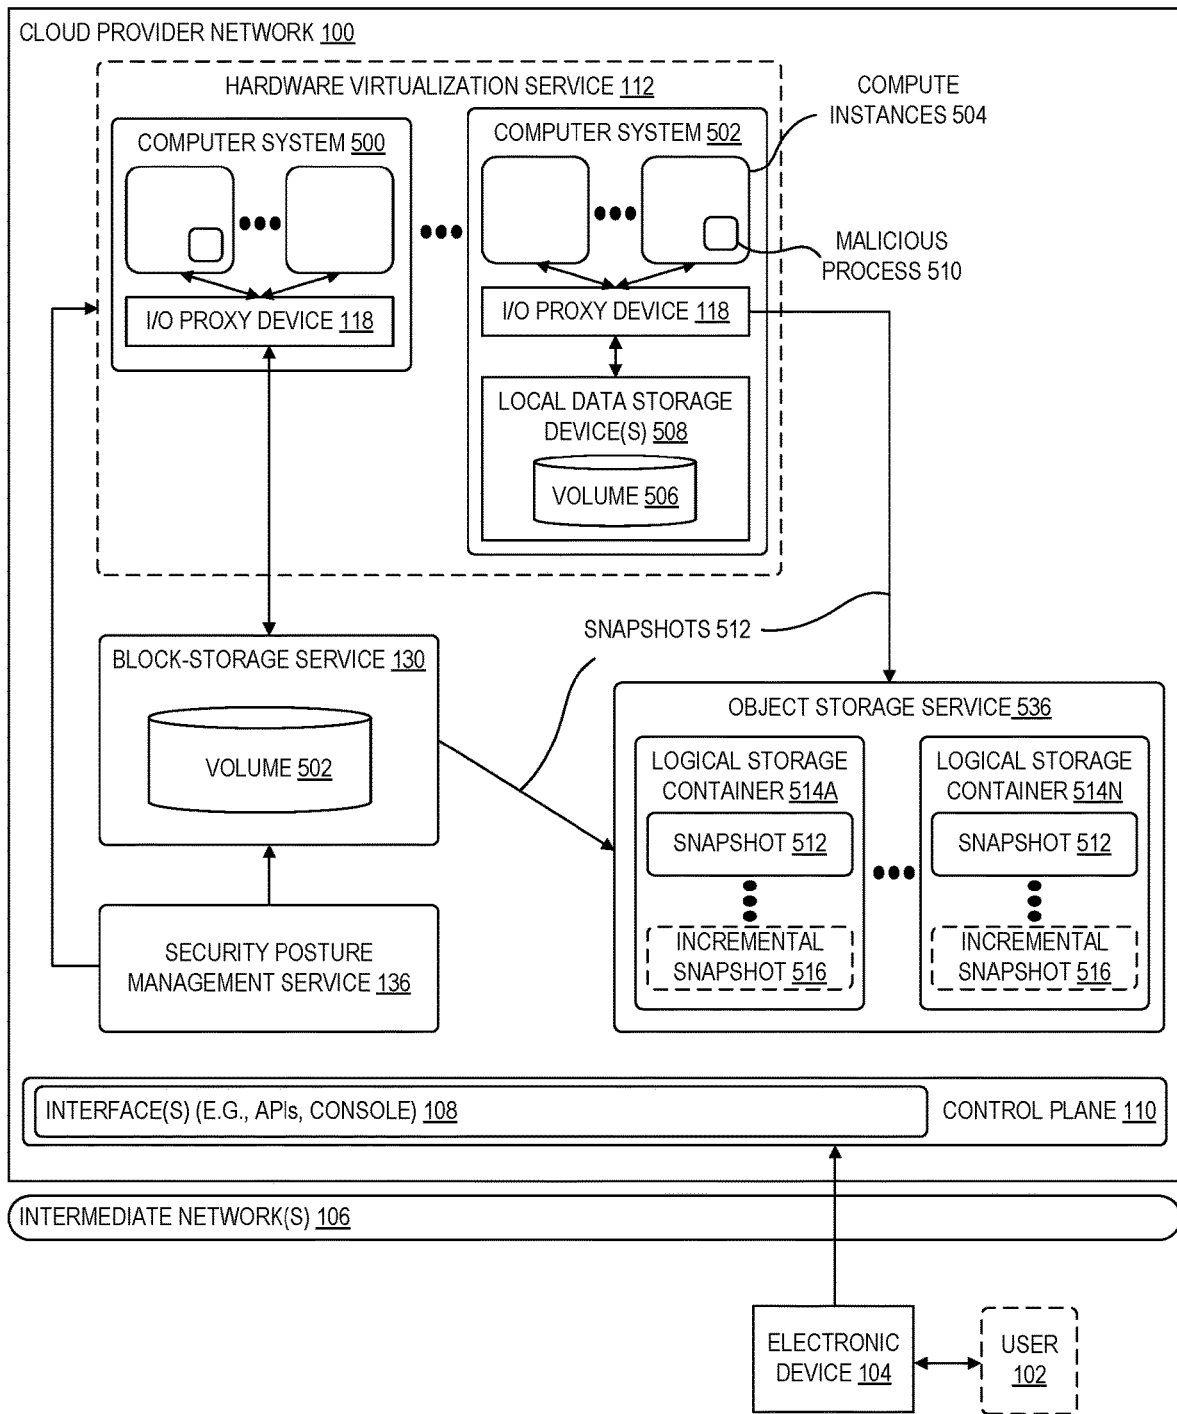 CLOUD PROVIDER NETWORK 100
HARDWARE VIRTUALIZATION SERVICE 112
COMPUTE
INSTANCES 504
COMPUTER SYSTEM 500
COMPUTER SYSTEM 502
MALICIOUS
PROCESS 510
I/O PROXY DEVICE 118
I/O PROXY DEVICE 118
LOCAL DATA STORAGE
DEVICE(S) 508
VOLUME 506
SNAPSHOTS 512
BLOCK-STORAGE SERVICE 130
VOLUME 502
OBJECT STORAGE SERVICE 536
LOGICAL STORAGE
CONTAINER 514A
SNAPSHOT 512
INCREMENTAL
SNAPSHOT 516
LOGICAL STORAGE
CONTAINER 514N
SNAPSHOT 512
INCREMENTAL
SNAPSHOT 516
SECURITY POSTURE
MANAGEMENT SERVICE 136
INTERFACE(S) (E.G., APIs, CONSOLE) 108
CONTROL PLANE 110
INTERMEDIATE NETWORK(S) 106
ELECTRONIC
DEVICE 104
USER
102